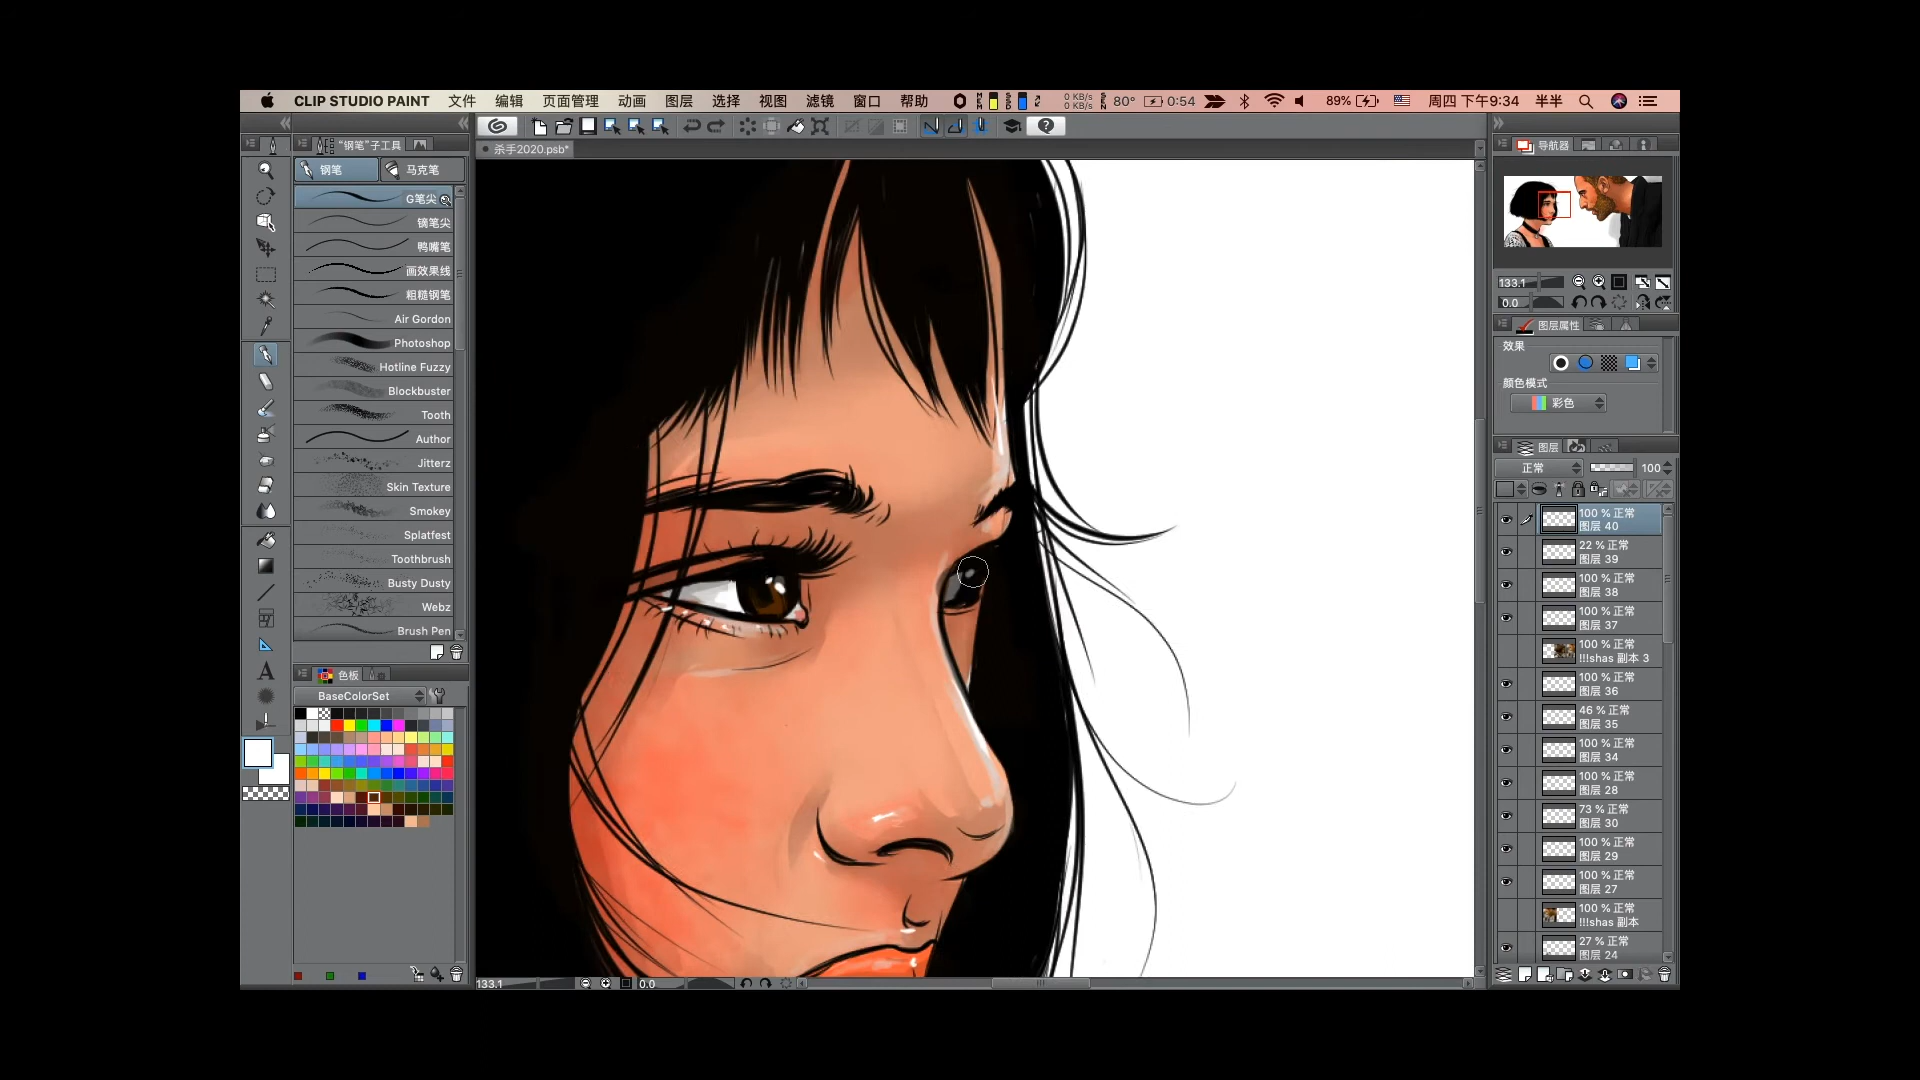 CLIP STUDIO PAINT 文件 编辑 页面管理 动画 图层 选择 视图 滤镜 窗口 帮助 0 KB/s 0 KB/s 80° 0:54 89% 周四 下午9:34 半半
杀手2020.psb*
“钢笔”子工具
钢笔 马克笔
G笔尖
镝笔尖
鸭嘴笔
画效果线
粗糙钢笔
Air Gordon
Photoshop
Hotline Fuzzy
Blockbuster
Tooth
Author
Jitterz
Skin Texture
Smokey
Splatfest
Toothbrush
Busty Dusty
Webz
Brush Pen
色板
BaseColorSet
133.1 0.0
导航器
133.1
0.0
图层属性
效果
颜色模式
彩色
图层
正常 100
100 % 正常
图层 40
22 % 正常
图层 39
100 % 正常
图层 38
100 % 正常
图层 37
100 % 正常
!!!shas 副本 3
100 % 正常
图层 36
46 % 正常
图层 35
100 % 正常
图层 34
100 % 正常
图层 28
73 % 正常
图层 30
100 % 正常
图层 29
100 % 正常
图层 27
100 % 正常
!!!shas 副本
27 % 正常
图层 24